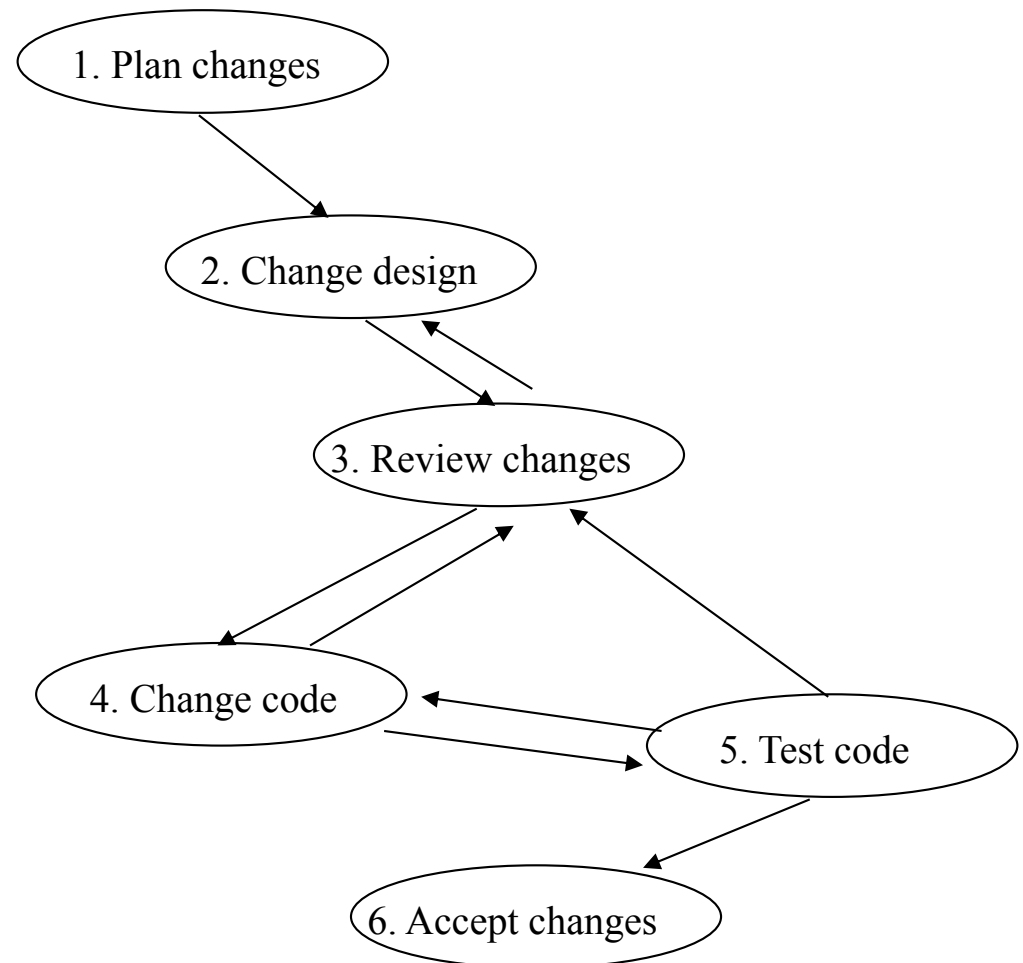 1. Plan changes
2. Change design
3. Review changes
4. Change code
5. Test code
6. Accept changes